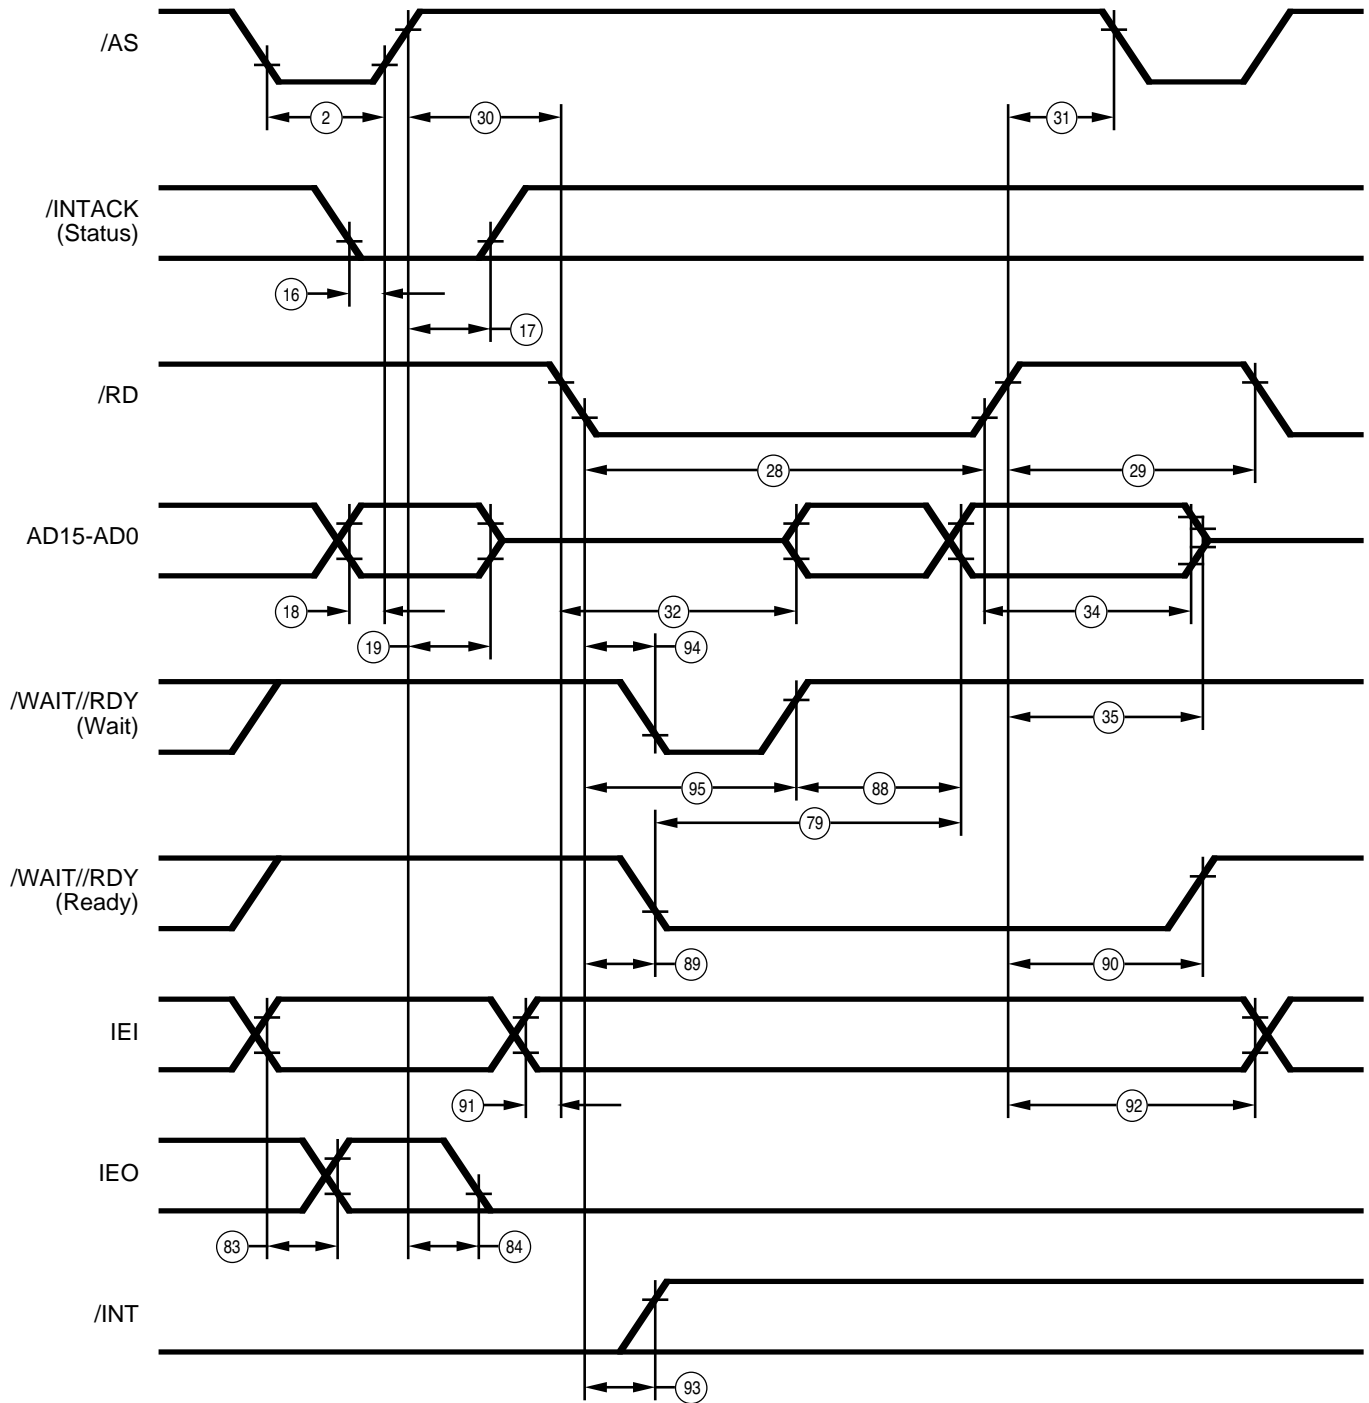 /AS
2
30
31
/INTACK
(Status)
16
17
/RD
28
29
AD15-AD0
18
32
34
19
94
/WAIT//RDY
(Wait)
35
95
88
79
/WAIT//RDY
(Ready)
89
90
IEI
91
92
IEO
83
84
/INT
93